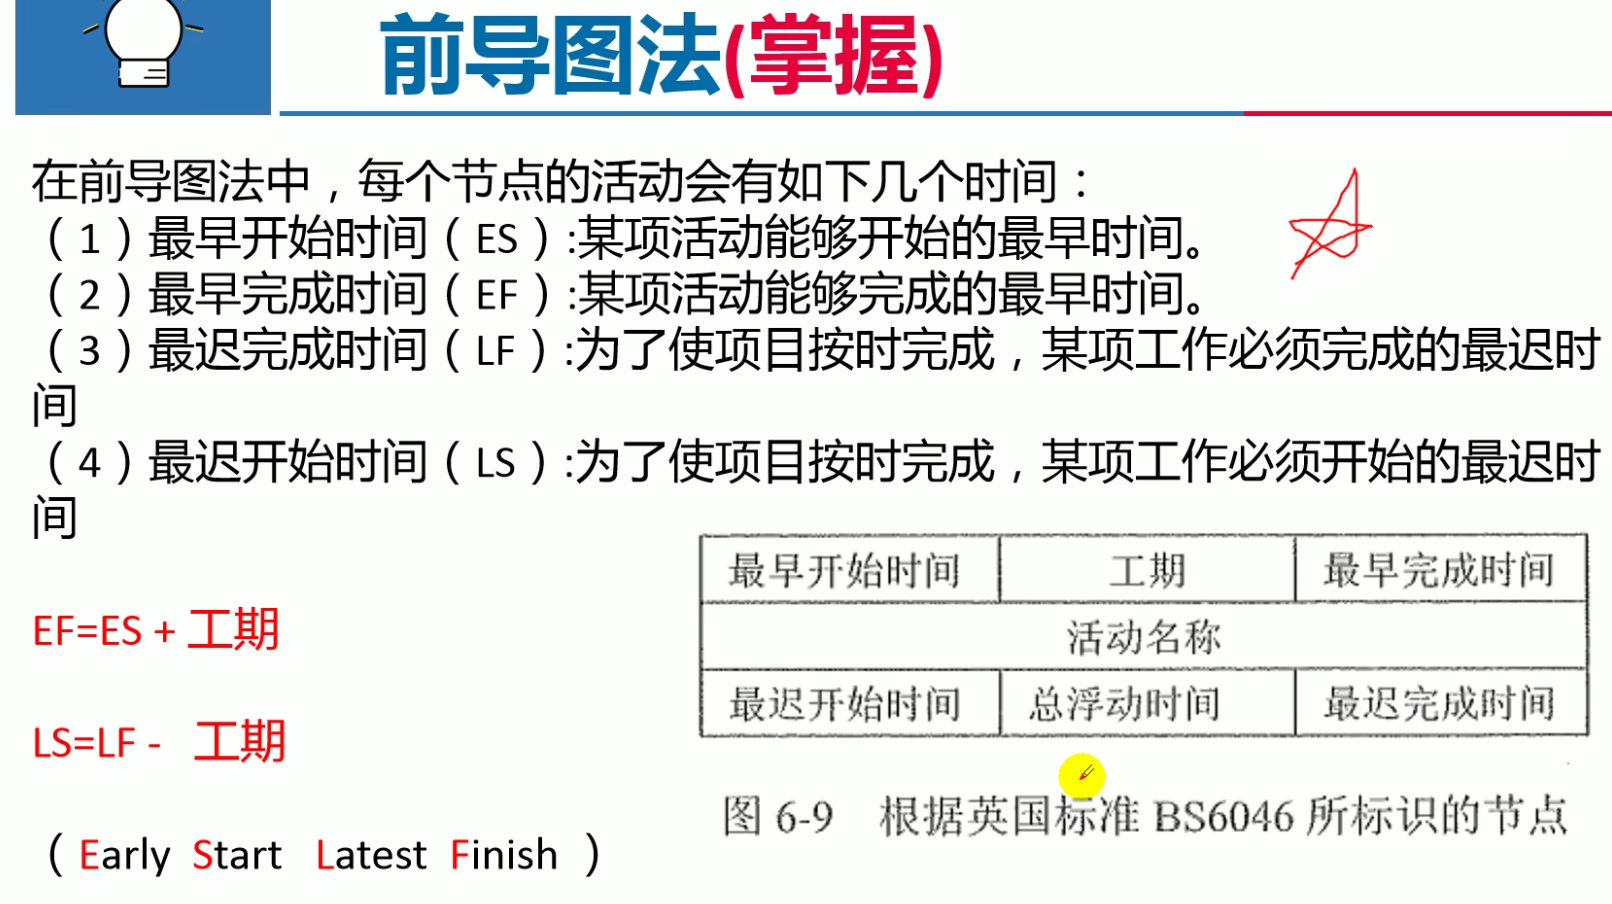 前导图法(掌握)
在前导图法中，每个节点的活动会有如下几个时间：
（1）最早开始时间（ES）:某项活动能够开始的最早时间。
（2）最早完成时间（EF）:某项活动能够完成的最早时间。
（3）最迟完成时间（LF）:为了使项目按时完成，某项工作必须完成的最迟时
间
（4）最迟开始时间（LS）:为了使项目按时完成，某项工作必须开始的最迟时
间
EF=ES + 工期
LS=LF - 工期
（Early Start Latest Finish ）
最早开始时间 工期 最早完成时间
活动名称
最迟开始时间 总浮动时间 最迟完成时间
图 6-9 根据英国标准 BS6046 所标识的节点